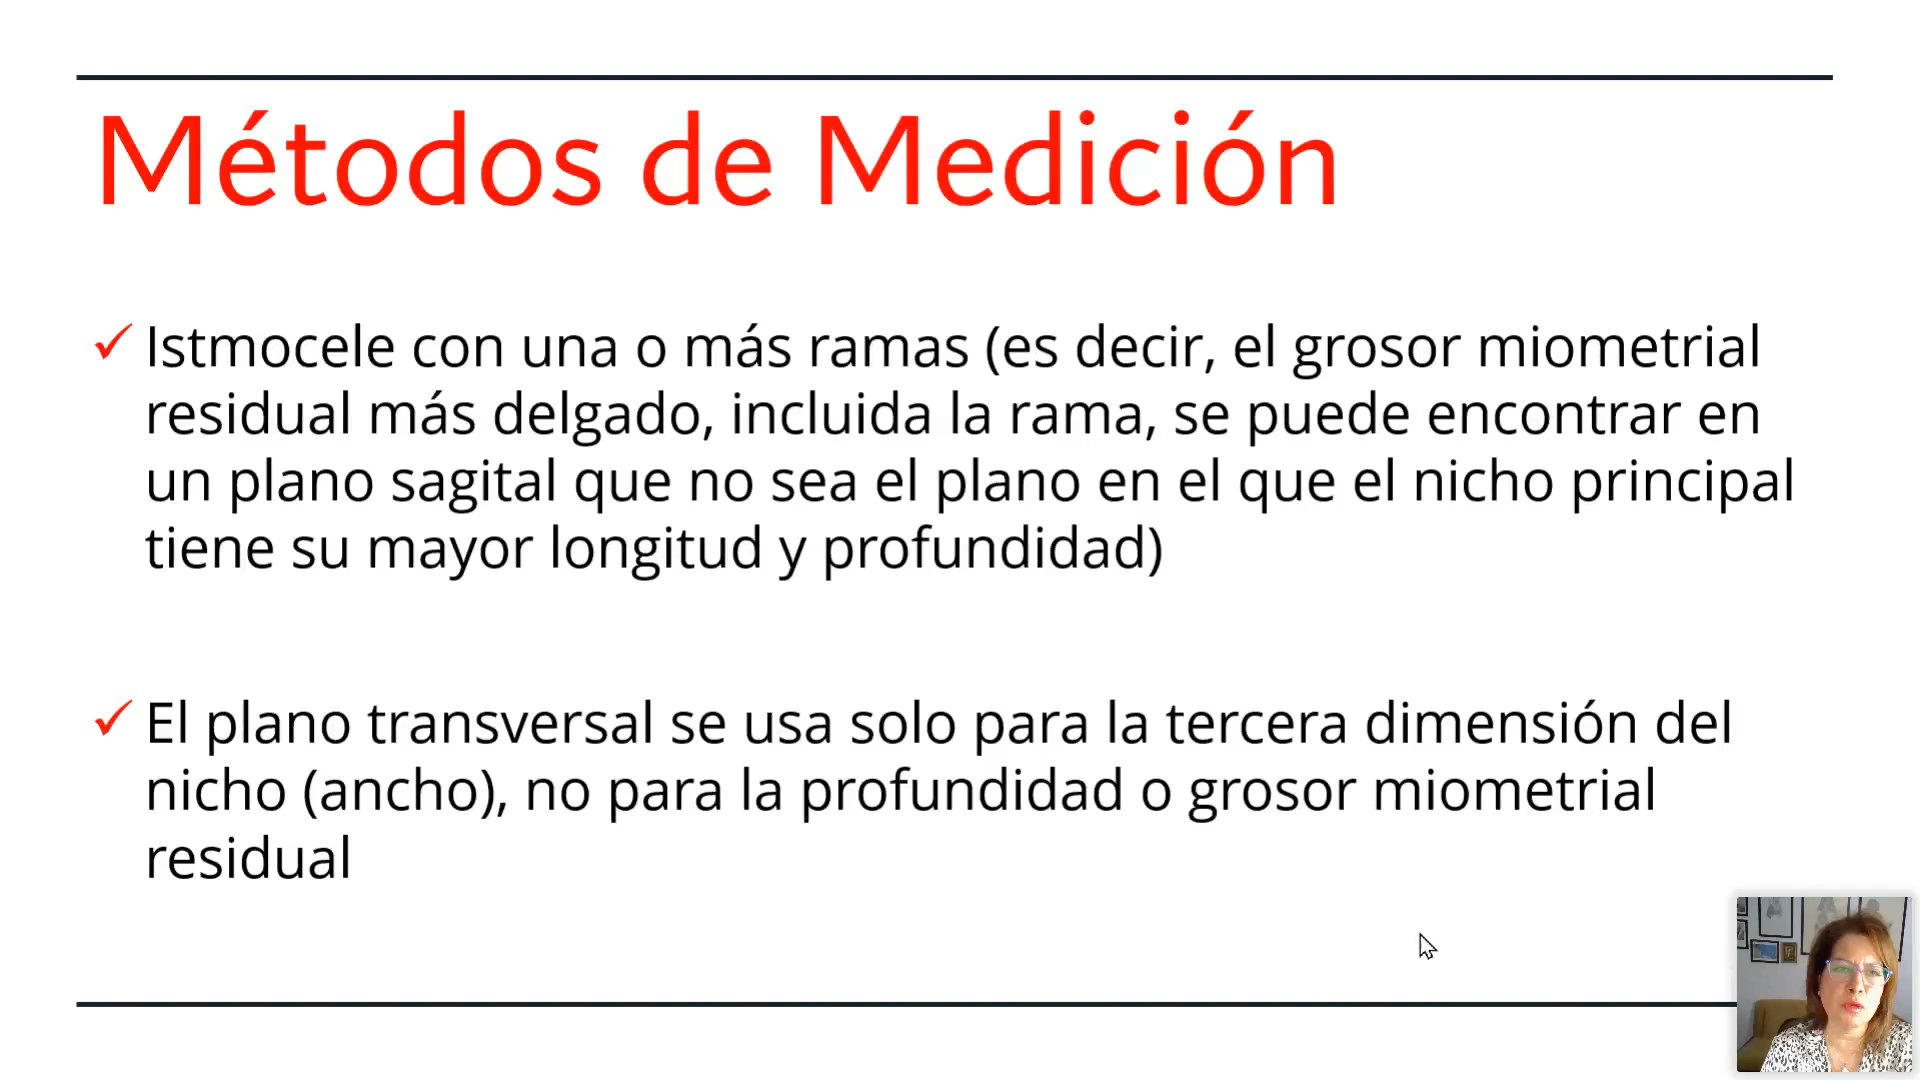 Métodos de Medición
Istmocele con una o más ramas (es decir, el grosor miometrial
residual más delgado, incluida la rama, se puede encontrar en
un plano sagital que no sea el plano en el que el nicho principal
tiene su mayor longitud y profundidad)
El plano transversal se usa solo para la tercera dimensión del
nicho (ancho), no para la profundidad o grosor miometrial
residual